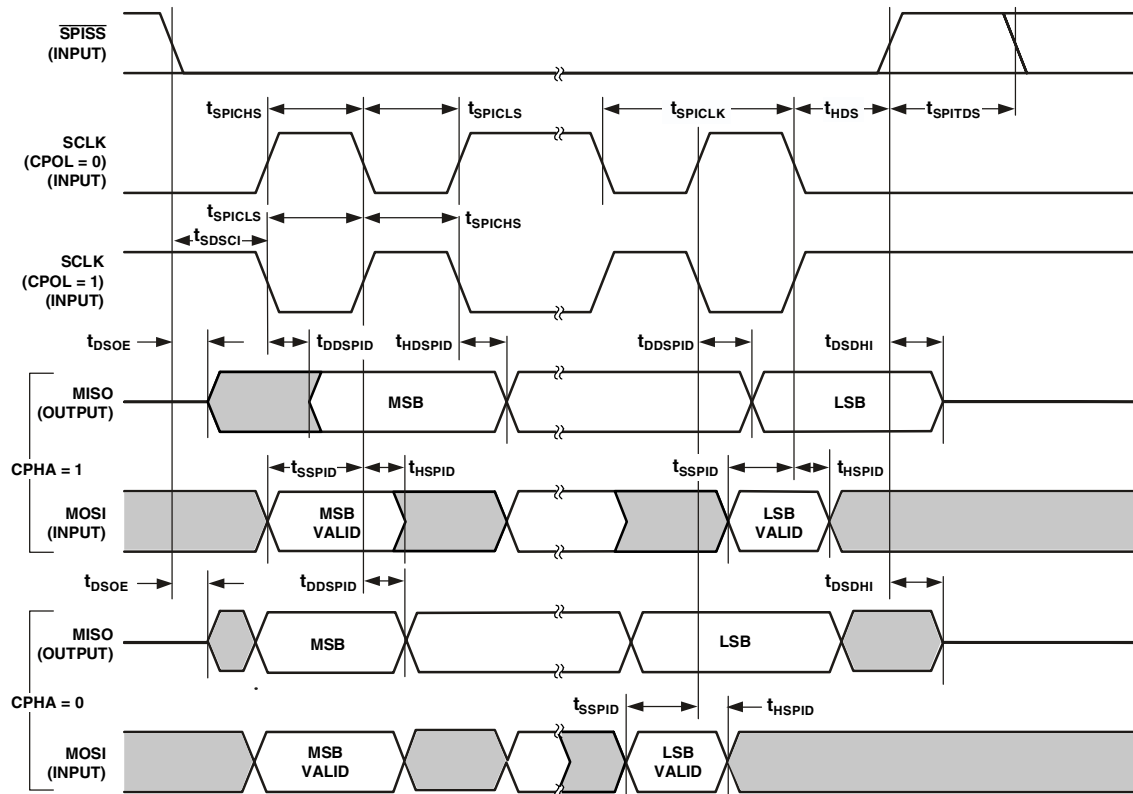 SPISS
(INPUT)
tSPICHS
tSPICLS
tSPICLK
tHDS
tSPITDS
SCLK
(CPOL = 0)
(INPUT)
tSPICLS
tSPICHS
tSDSCI
SCLK
(CPOL = 1)
(INPUT)
tDSOE
tDDSPID
tHDSPID
tDDSPID
tDSDHI
MISO
(OUTPUT)
MSB
LSB
CPHA = 1
tSSPID
tHSPID
tSSPID
tHSPID
MOSI
(INPUT)
MSB
VALID
LSB
VALID
tDSOE
tDDSPID
tDSDHI
MISO
(OUTPUT)
MSB
LSB
CPHA = 0
tSSPID
tHSPID
MOSI
(INPUT)
MSB
VALID
LSB
VALID